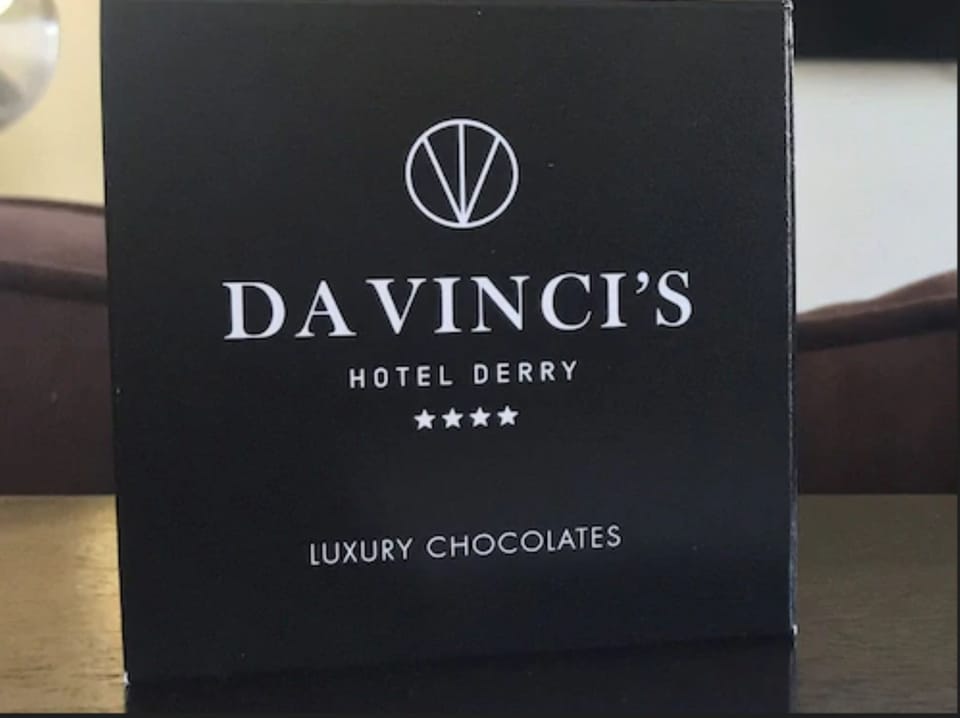 DA VINCI'S
HOTEL DERRY
★★★★
LUXURY CHOCOLATES